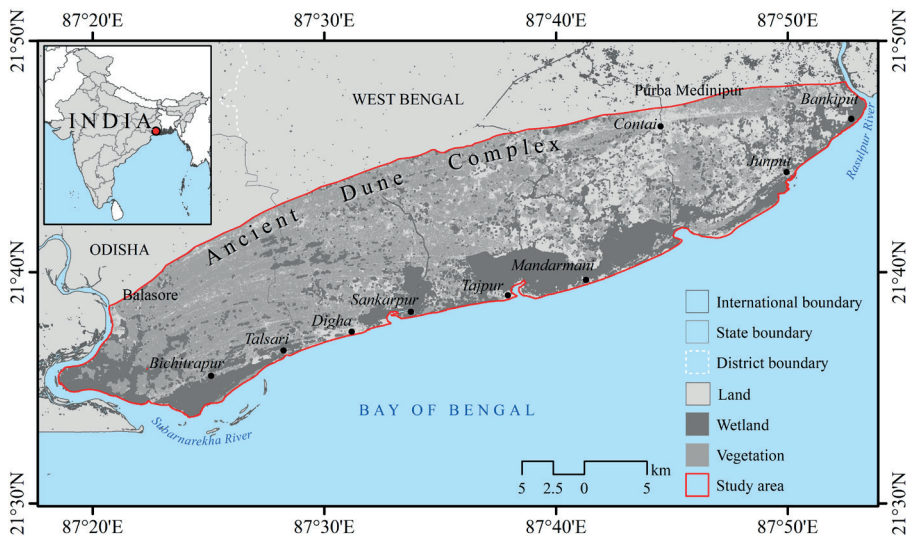 87°20'E 87°30'E 87°40'E 87°50'E
21°50'N
21°50'N
INDIA
WEST BENGAL
Purba Medinipur
Bankiput
Contai
Rasulpur River
Junput
Ancient Dune Complex
ODISHA
21°40'N
21°40'N
Mandarmani
Balasore
Tajpur
Sankarpur
Digha
Talsari
Bichitrapur
International boundary
State boundary
District boundary
Land
Wetland
Vegetation
Study area
BAY OF BENGAL
Subarnarekha River
km
5 2.5 0 5
21°30'N
21°30'N
87°20'E 87°30'E 87°40'E 87°50'E